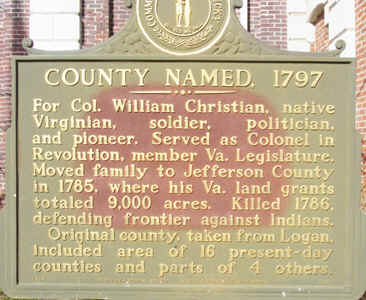 COUNTY NAMED, 1797
For Col. William Christian, native
Virginian, soldier, politician,
and pioneer. Served as Colonel in
Revolution, member Va. Legislature.
Moved family to Jefferson County
in 1785, where his Va. land grants
totaled 9,000 acres. Killed 1786,
defending frontier against Indians.
Original county, taken from Logan,
included area of 16 present-day
counties and parts of 4 others.